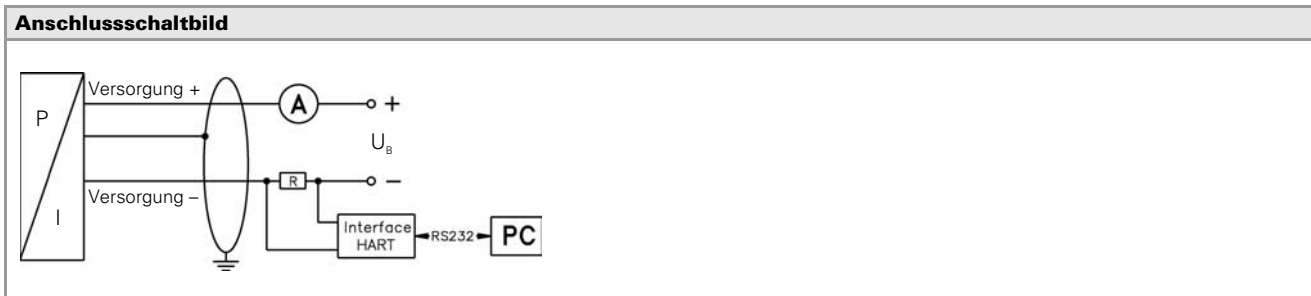 Anschlussschaltbild
Versorgung +
P
A
+
U_B
R
–
Versorgung –
I
Interface
HART
RS232
PC